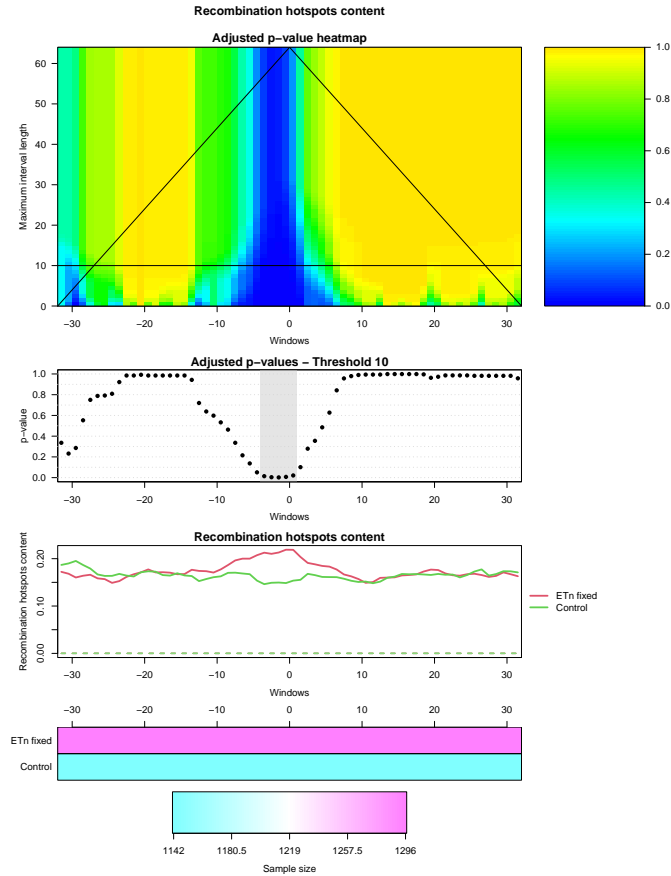 Recombination hotspots content
Adjusted p-value heatmap
Maximum interval length
0 10 20 30 40 50 60
−30 −20 −10 0 10 20 30
Windows
0.0 0.2 0.4 0.6 0.8 1.0
Adjusted p-values − Threshold 10
p-value
0.0 0.2 0.4 0.6 0.8 1.0
−30 −20 −10 0 10 20 30
Windows
Recombination hotspots content
Recombination hotspots content
0.00 0.10 0.20
−30 −20 −10 0 10 20 30
Windows
ETn fixed
Control
−30 −20 −10 0 10 20 30
ETn fixed
Control
1142 1180.5 1219 1257.5 1296
Sample size